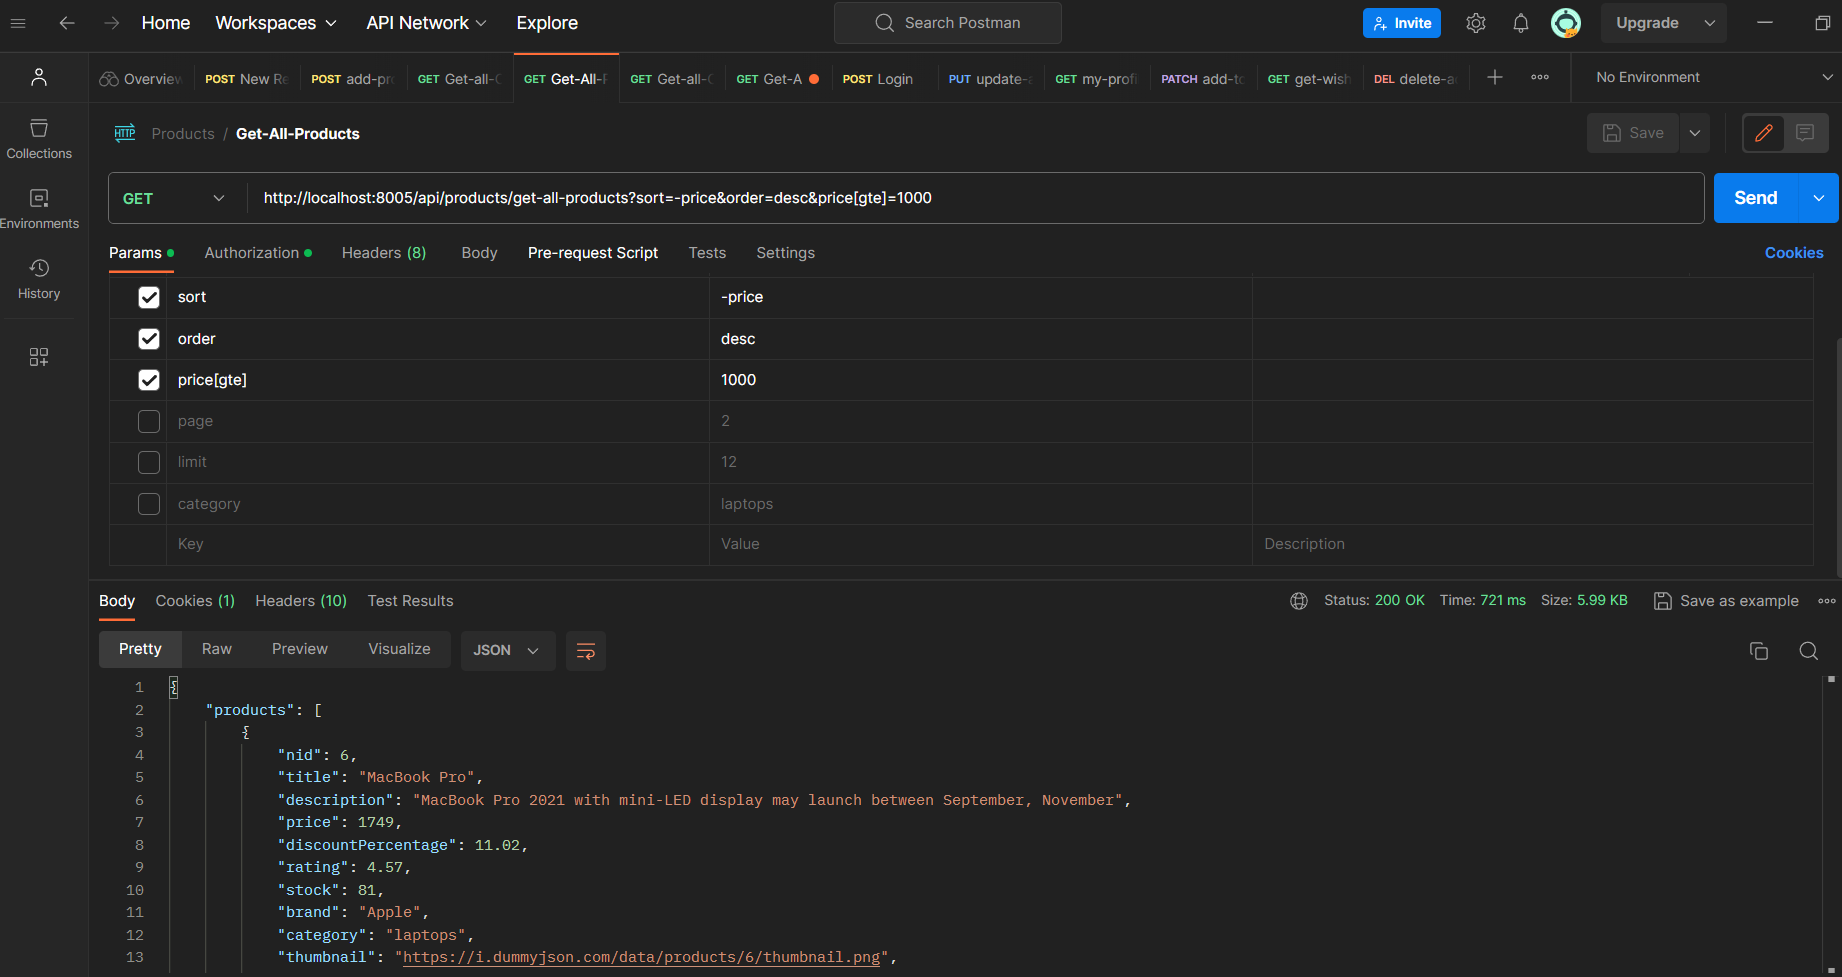 Home Workspaces API Network Explore Search Postman Invite Upgrade
Overview POST New Re POST add-pr GET Get-all-C GET Get-All-P GET Get-all-C GET Get-A POST Login PUT update-a GET my-profi PATCH add-to GET get-wish DEL delete-ac No Environment
HTTP Products / Get-All-Products Save
Collections
GET http://localhost:8005/api/products/get-all-products?sort=-price&order=desc&price[gte]=1000 Send
Environments
Params Authorization Headers (8) Body Pre-request Script Tests Settings Cookies
History
sort -price
order desc
price[gte] 1000
page 2
limit 12
category laptops
Key Value Description
Body Cookies (1) Headers (10) Test Results Status: 200 OK Time: 721 ms Size: 5.99 KB Save as example
Pretty Raw Preview Visualize JSON
1 {
2 "products": [
3 {
4 "nid": 6,
5 "title": "MacBook Pro",
6 "description": "MacBook Pro 2021 with mini-LED display may launch between September, November",
7 "price": 1749,
8 "discountPercentage": 11.02,
9 "rating": 4.57,
10 "stock": 81,
11 "brand": "Apple",
12 "category": "laptops",
13 "thumbnail": "https://i.dummyjson.com/data/products/6/thumbnail.png",